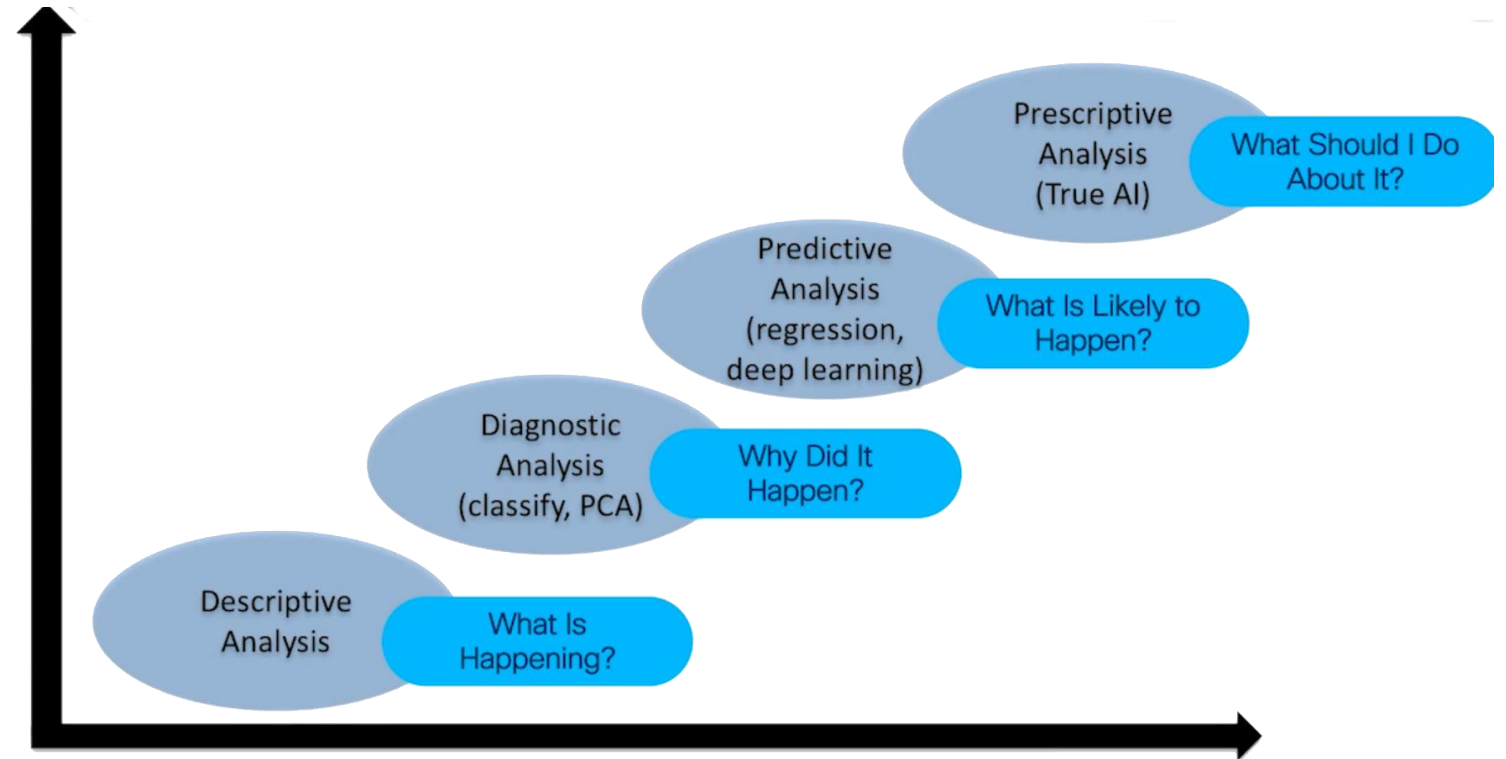 Prescriptive
Analysis
(True AI)
What Should I Do
About It?
Predictive
Analysis
(regression,
deep learning)
What Is Likely to
Happen?
Diagnostic
Analysis
(classify, PCA)
Why Did It
Happen?
Descriptive
Analysis
What Is
Happening?